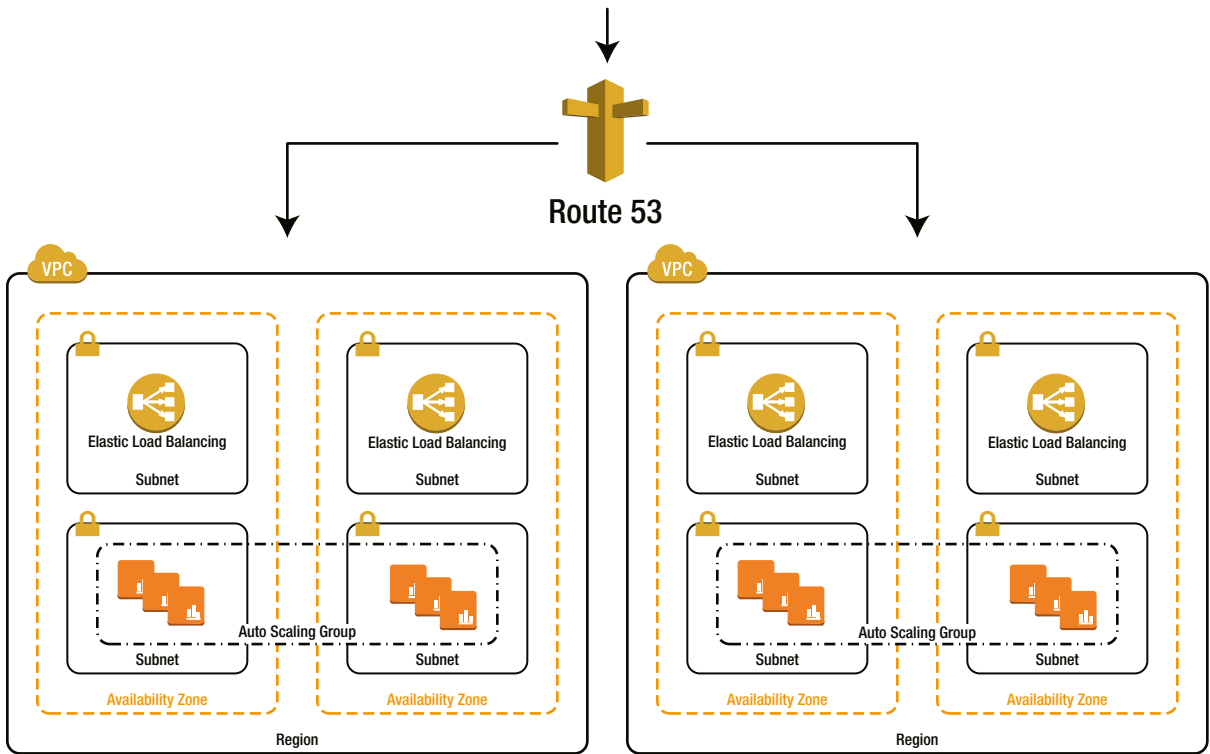 Route 53
VPC
VPC
Elastic Load Balancing
Subnet
Elastic Load Balancing
Subnet
Elastic Load Balancing
Subnet
Elastic Load Balancing
Subnet
Auto Scaling Group
Subnet
Subnet
Auto Scaling Group
Subnet
Subnet
Availability Zone
Availability Zone
Availability Zone
Availability Zone
Region
Region